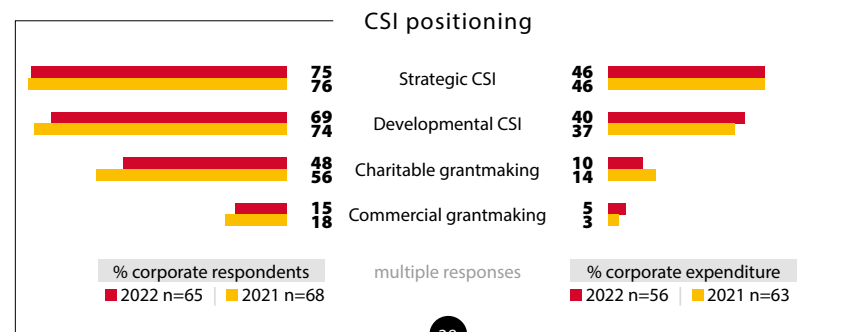 CSI positioning
75 Strategic CSI 46
76 46
69 Developmental CSI 40
74 37
48 Charitable grantmaking 10
56 14
15 Commercial grantmaking 5
18 3
% corporate respondents multiple responses % corporate expenditure
2022 n=65 2021 n=68 2022 n=56 2021 n=63